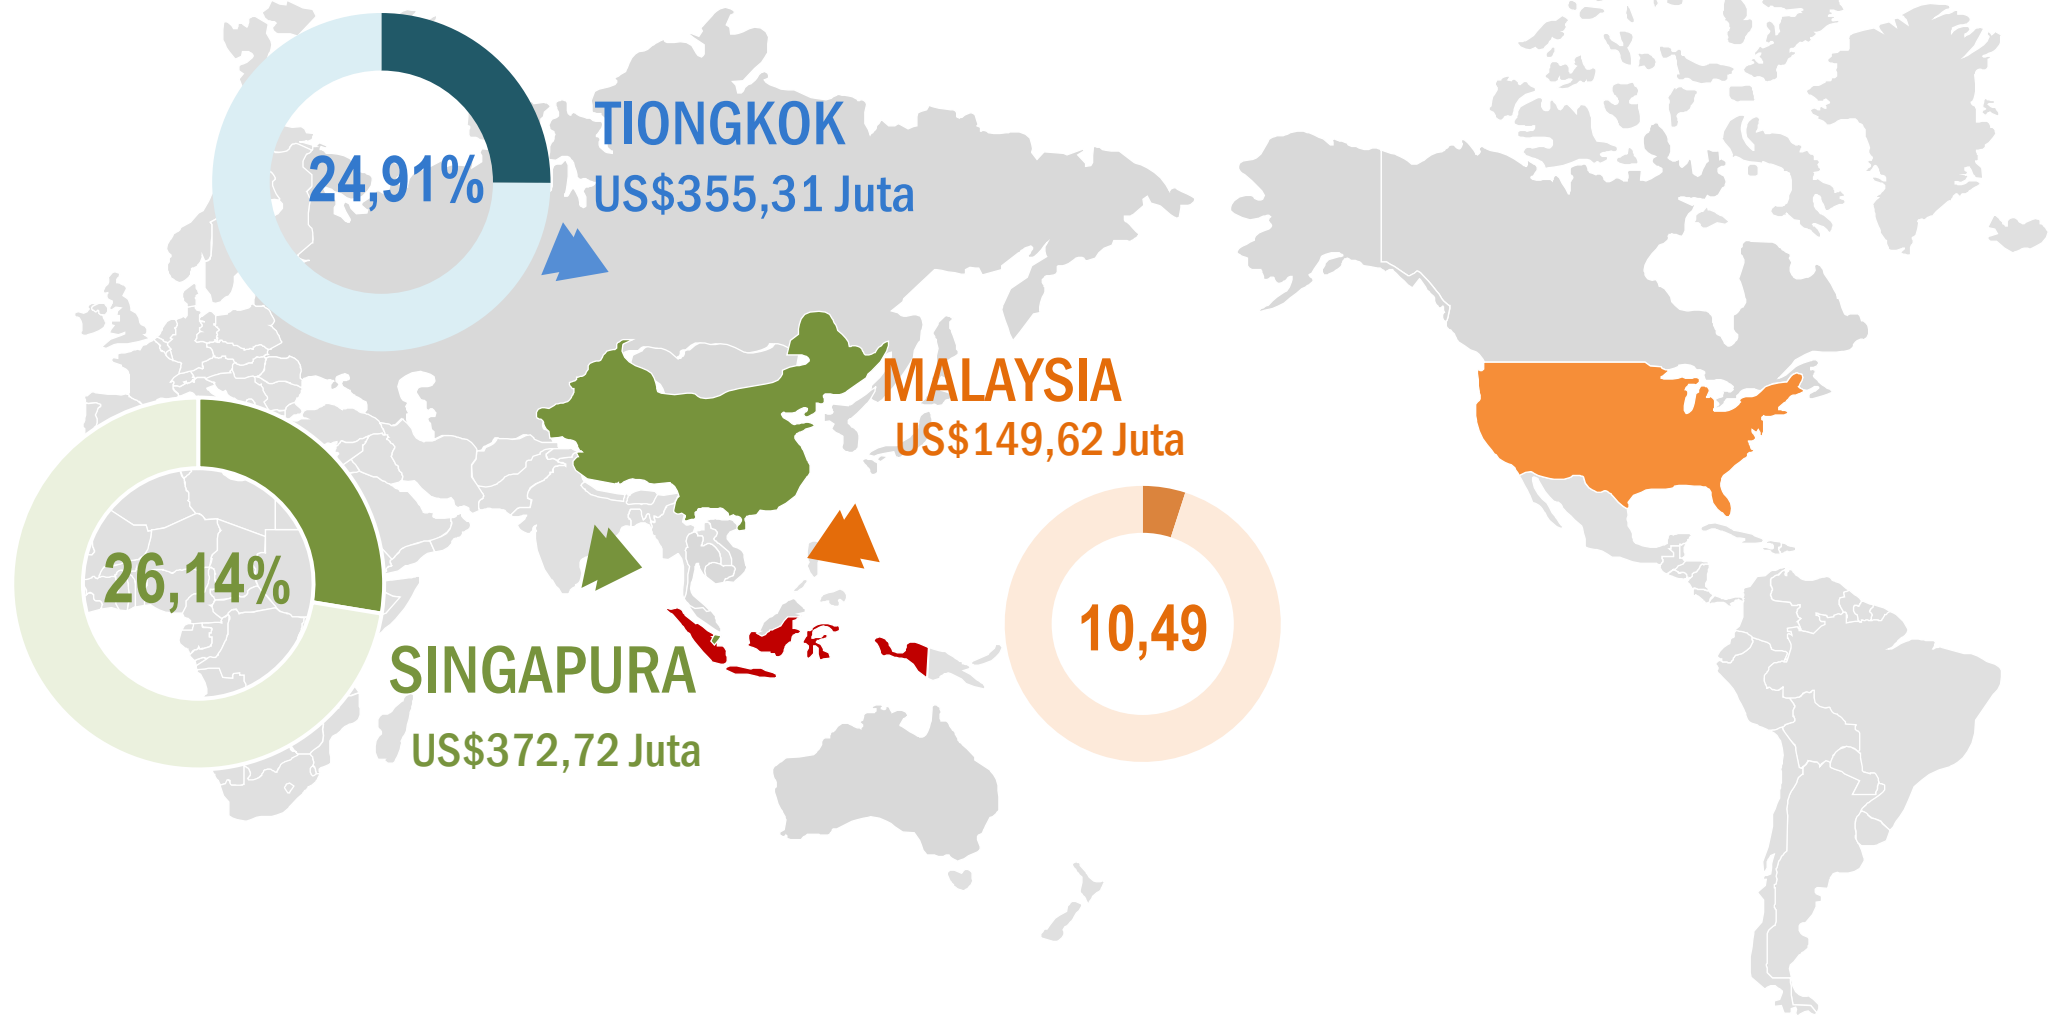 TIONGKOK
24,91%
US$355,31 Juta
MALAYSIA
US$149,62 Juta
26,14%
10,49
SINGAPURA
US$372,72 Juta